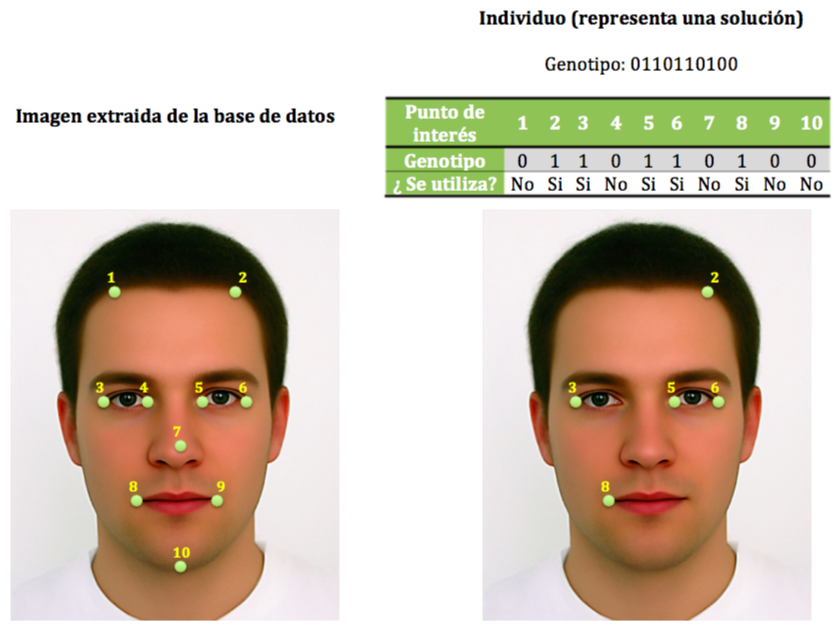 Individuo (representa una solución)
Genotipo: 0110110100
Imagen extraida de la base de datos
Punto de interés 1 2 3 4 5 6 7 8 9 10
Genotipo 0 1 1 0 1 1 0 1 0 0
¿ Se utiliza? No Si Si No Si Si No Si No No
1 2
3 4 5 6
7
8 9
10
2
3 5 6
8